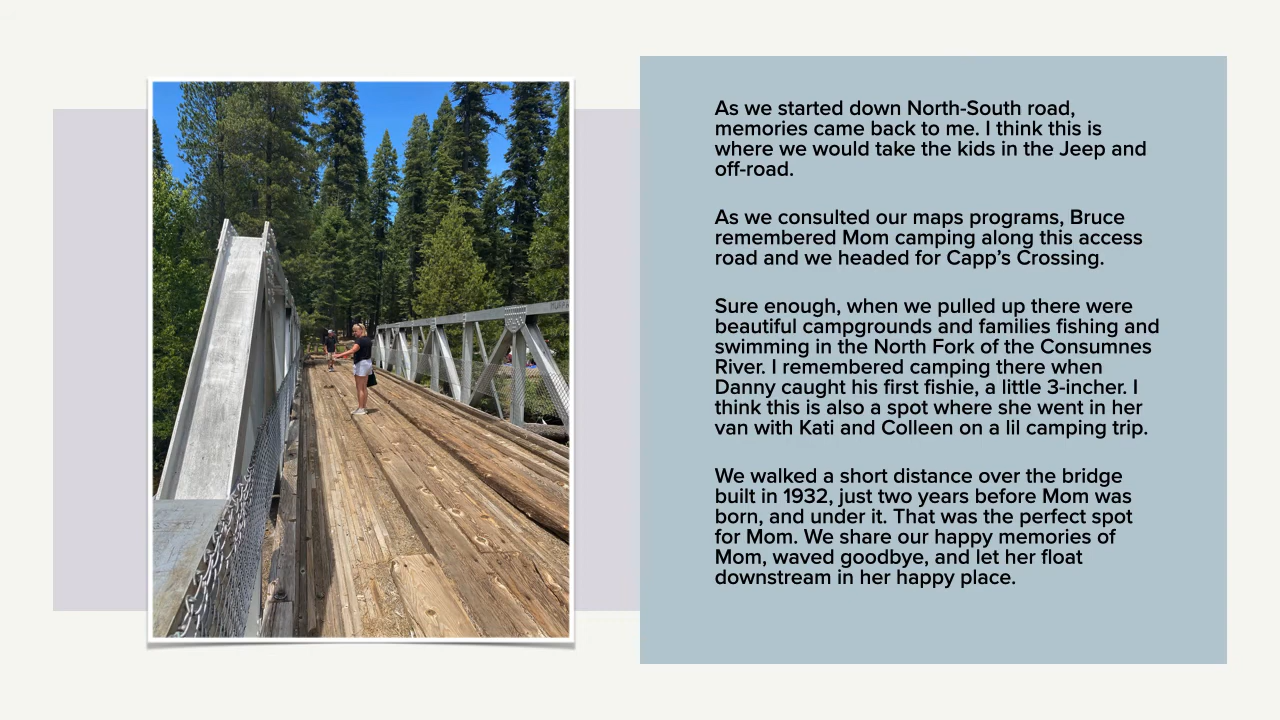 As we started down North-South road,
memories came back to me. I think this is
where we would take the kids in the Jeep and
off-road.
As we consulted our maps programs, Bruce
remembered Mom camping along this access
road and we headed for Capp’s Crossing.
Sure enough, when we pulled up there were
beautiful campgrounds and families fishing and
swimming in the North Fork of the Consumnes
River. I remembered camping there when
Danny caught his first fishie, a little 3-incher. I
think this is also a spot where she went in her
van with Kati and Colleen on a lil camping trip.
We walked a short distance over the bridge
built in 1932, just two years before Mom was
born, and under it. That was the perfect spot
for Mom. We share our happy memories of
Mom, waved goodbye, and let her float
downstream in her happy place.